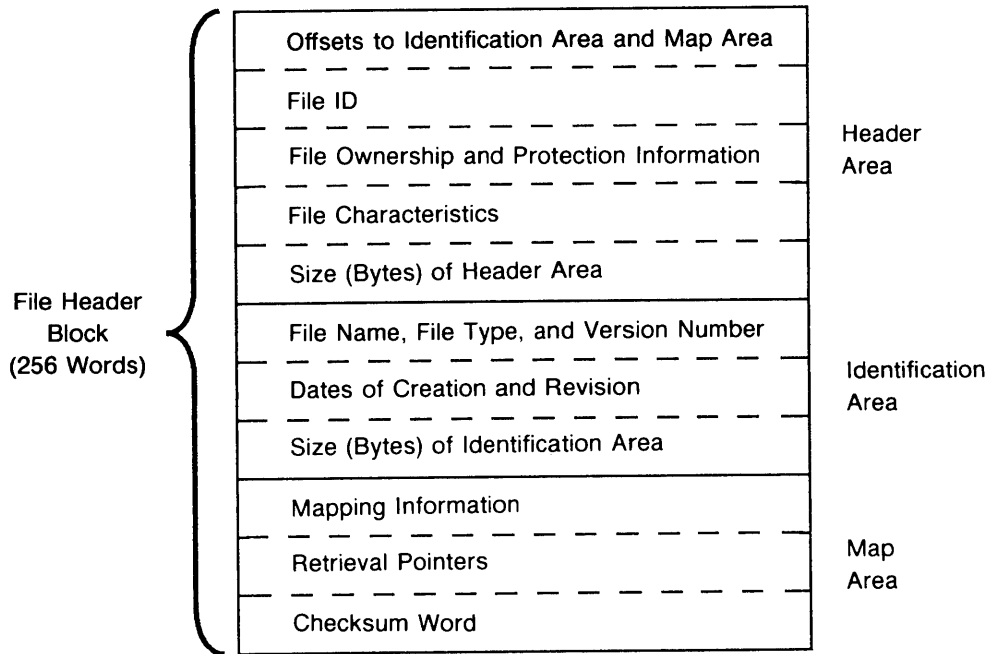 Offsets to Identification Area and Map Area
File ID
File Ownership and Protection Information
File Characteristics
Size (Bytes) of Header Area
Header
Area
File Header
Block
(256 Words)
File Name, File Type, and Version Number
Dates of Creation and Revision
Size (Bytes) of Identification Area
Identification
Area
Mapping Information
Retrieval Pointers
Checksum Word
Map
Area